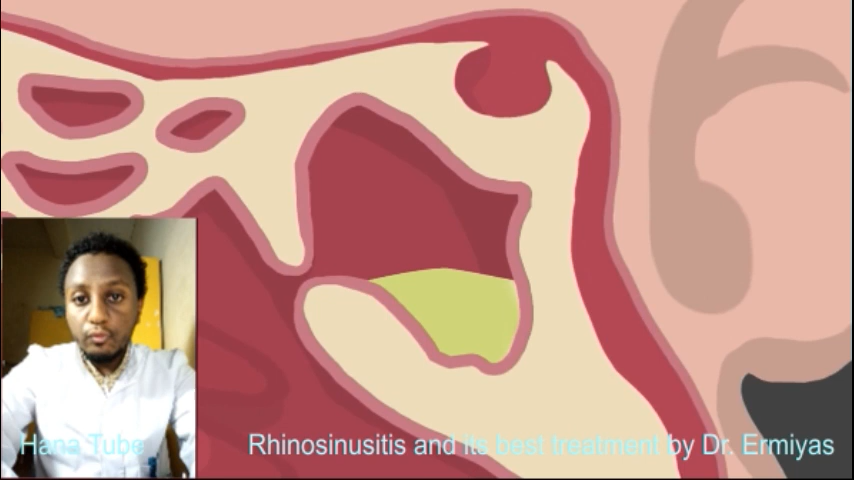 Hana Tube
Rhinosinusitis and its best treatment by Dr. Ermiyas